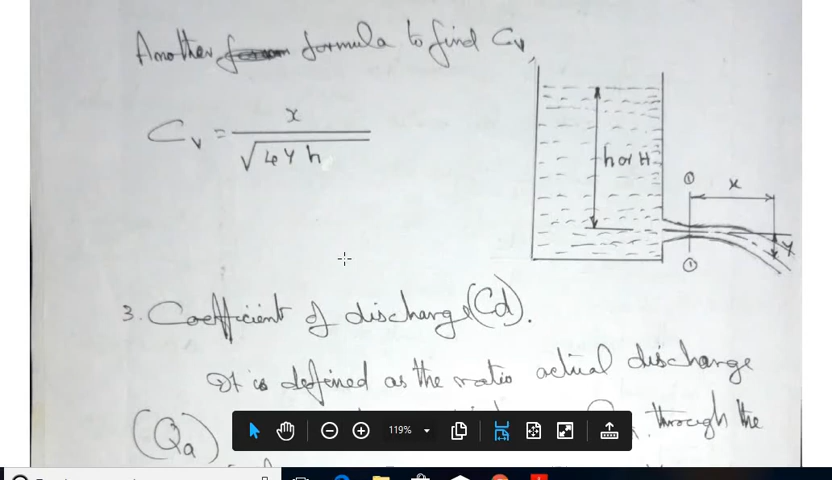 Another formula to find Cv,
Cv = x / √4yh
h or H
①
x
y
①
3. Coefficient of discharge (Cd).
It is defined as the ratio actual discharge
(Qa) through the
119%